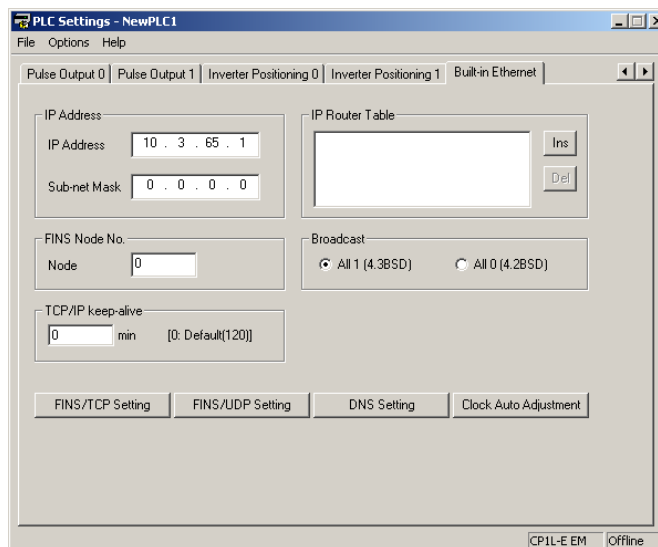 PLC Settings - NewPLC1
File Options Help
Pulse Output 0 Pulse Output 1 Inverter Positioning 0 Inverter Positioning 1 Built-in Ethernet
IP Address
IP Address 10 . 3 . 65 . 1
Sub-net Mask 0 . 0 . 0 . 0
IP Router Table
Ins
Del
FINS Node No.
Node 0
Broadcast
All 1 (4.3BSD) All 0 (4.2BSD)
TCP/IP keep-alive
0 min [0: Default(120)]
FINS/TCP Setting FINS/UDP Setting DNS Setting Clock Auto Adjustment
CP1L-E EM Offline